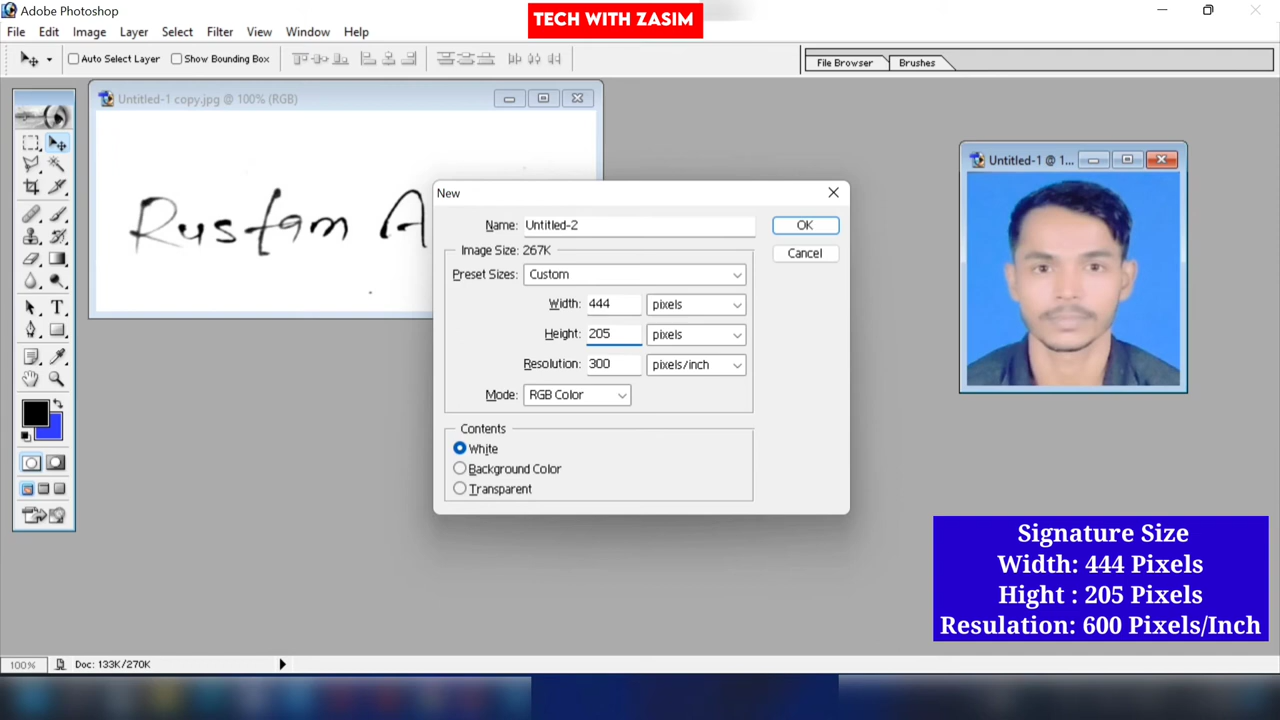 Adobe Photoshop
TECH WITH ZASIM
File Edit Image Layer Select Filter View Window Help
Auto Select Layer Show Bounding Box
File Browser Brushes
Untitled-1 copy.jpg @ 100% (RGB)
Untitled-1 @ 1...
Rustam A
New
Name: Untitled-2
OK
Image Size: 267K
Cancel
Preset Sizes: Custom
Width: 444 pixels
Height: 205 pixels
Resolution: 300 pixels/inch
Mode: RGB Color
Contents
White
Background Color
Transparent
Signature Size
Width: 444 Pixels
Hight : 205 Pixels
Resulation: 600 Pixels/Inch
100% Doc: 133K/270K